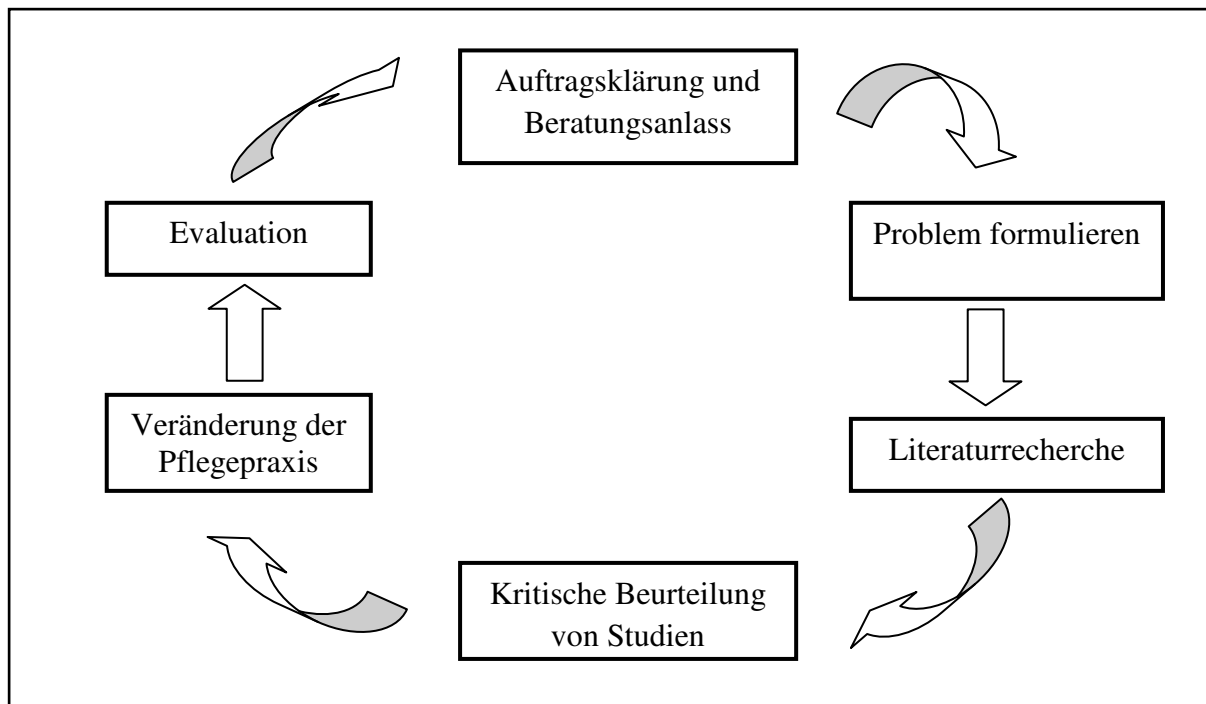 Auftragsklärung und
Beratungsanlass
Problem formulieren
Literaturrecherche
Kritische Beurteilung
von Studien
Veränderung der
Pflegepraxis
Evaluation